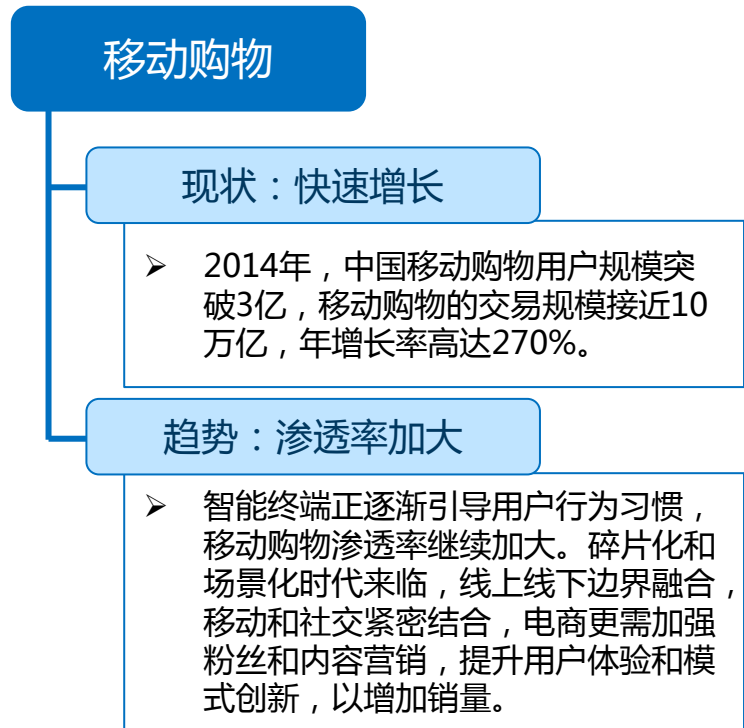 移动购物
现状：快速增长
➢ 2014年，中国移动购物用户规模突
破3亿，移动购物的交易规模接近10
万亿，年增长率高达270%。
趋势：渗透率加大
➢ 智能终端正逐渐引导用户行为习惯，
移动购物渗透率继续加大。碎片化和
场景化时代来临，线上线下边界融合，
移动和社交紧密结合，电商更需加强
粉丝和内容营销，提升用户体验和模
式创新，以增加销量。